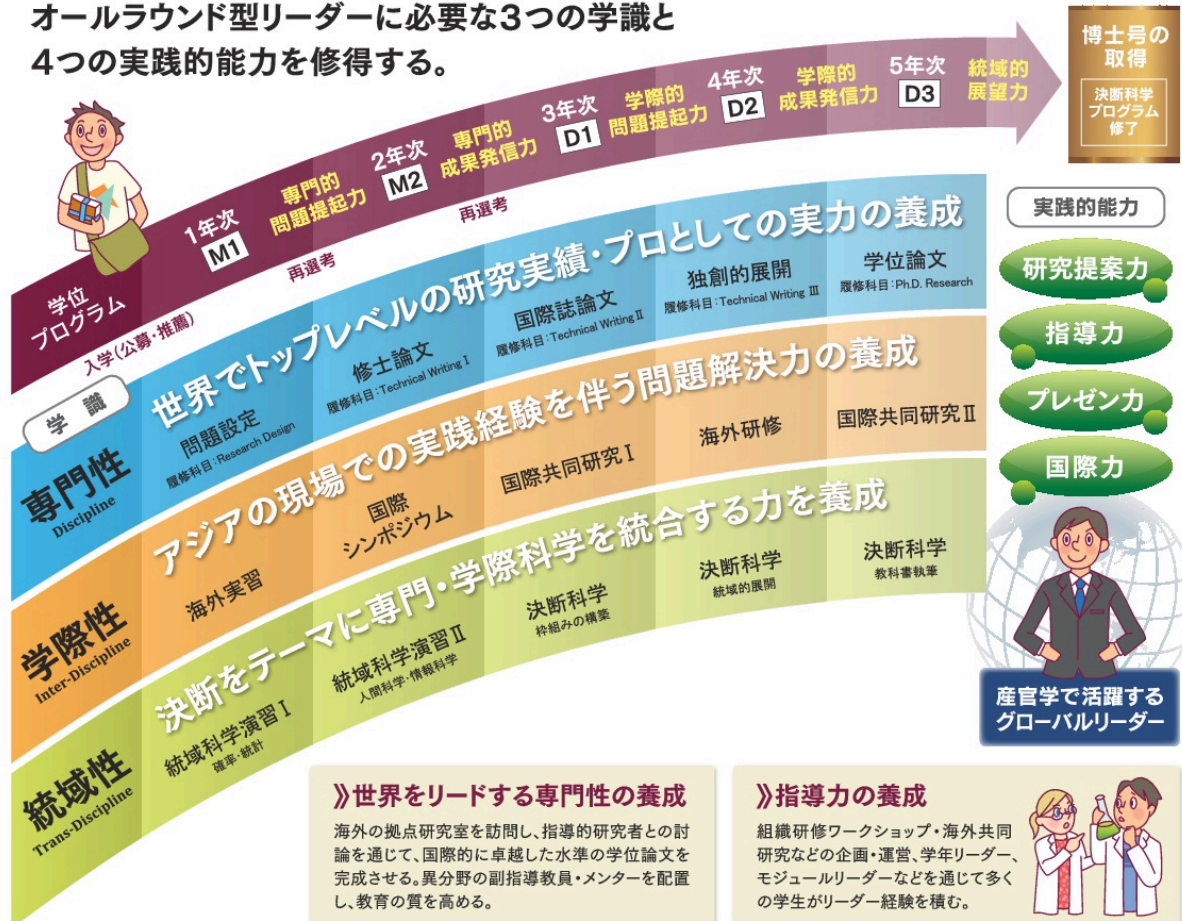 オールラウンド型リーダーに必要な3つの学識と
4つの実践的能力を修得する。
学位
プログラム
1年次
M1
専門的
問題提起力
2年次
M2
専門的
成果発信力
3年次
D1
学際的
問題提起力
4年次
D2
学際的
成果発信力
5年次
D3
統域的
展望力
博士号の
取得
決断科学
プログラム
修了
入学(公募・推薦)
再選考
再選考
学識
専門性
Discipline
世界でトップレベルの研究実績・プロとしての実力の養成
問題設定
履修科目:Research Design
修士論文
履修科目:Technical Writing I
国際誌論文
履修科目:Technical Writing II
独創的展開
履修科目:Technical Writing III
学位論文
履修科目:Ph.D. Research
学際性
Inter-Discipline
アジアの現場での実践経験を伴う問題解決力の養成
海外実習
国際
シンポジウム
国際共同研究 I
海外研修
国際共同研究 II
統域性
Trans-Discipline
決断をテーマに専門・学際科学を統合する力を養成
統域科学演習 I
確率・統計
統域科学演習 II
人間科学・情報科学
決断科学
枠組みの構築
決断科学
統域的展開
決断科学
教科書執筆
実践的能力
研究提案力
指導力
プレゼン力
国際力
産官学で活躍する
グローバルリーダー
》世界をリードする専門性の養成
海外の拠点研究室を訪問し、指導的研究者との討
論を通じて、国際的に卓越した水準の学位論文を
完成させる。異分野の副指導教員・メンターを配置
し、教育の質を高める。
》指導力の養成
組織研修ワークショップ・海外共同
研究などの企画・運営、学年リーダー、
モジュールリーダーなどを通じて多く
の学生がリーダー経験を積む。